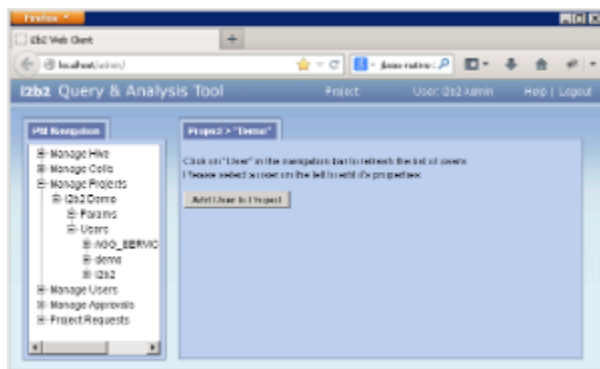 Firefox
i2b2 Web Client
localhost/admin/
i2b2 Query & Analysis Tool
Project:
User: i2b2 Admin
Help | Logout
PM Navigation
Manage Hive
Manage Cells
Manage Projects
i2b2 Demo
Params
Users
AGG_SERVIC
demo
i2b2
Manage Users
Manage Approvals
Project Requests
Project > "Demo"
Click on "User" in the navigation bar to refresh the list of users
Please select a user on the left to edit it's properties
Add User to Project